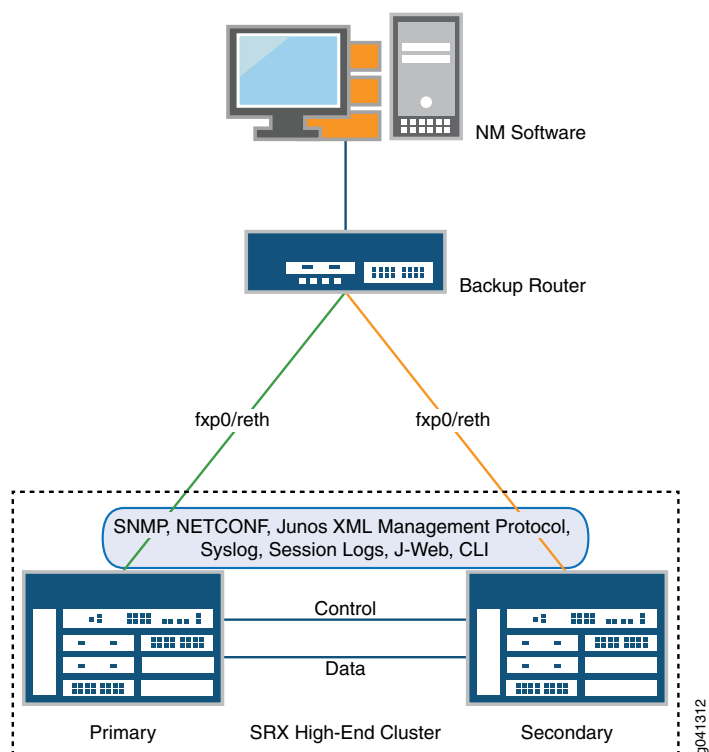 NM Software
Backup Router
fxp0/reth
fxp0/reth
SNMP, NETCONF, Junos XML Management Protocol,
Syslog, Session Logs, J-Web, CLI
Control
Data
Primary
SRX High-End Cluster
Secondary
g041312